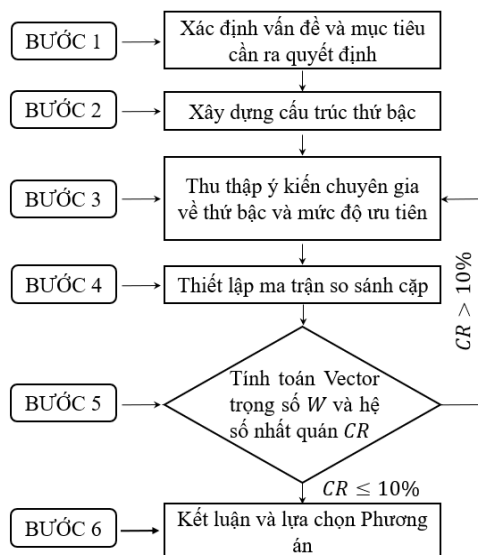 BƯỚC 1
Xác định vấn đề và mục tiêu
cần ra quyết định
BƯỚC 2
Xây dựng cấu trúc thứ bậc
BƯỚC 3
Thu thập ý kiến chuyên gia
về thứ bậc và mức độ ưu tiên
BƯỚC 4
Thiết lập ma trận so sánh cặp
CR > 10%
BƯỚC 5
Tính toán Vector
trọng số W và hệ
số nhất quán CR
CR ≤ 10%
BƯỚC 6
Kết luận và lựa chọn Phương
án